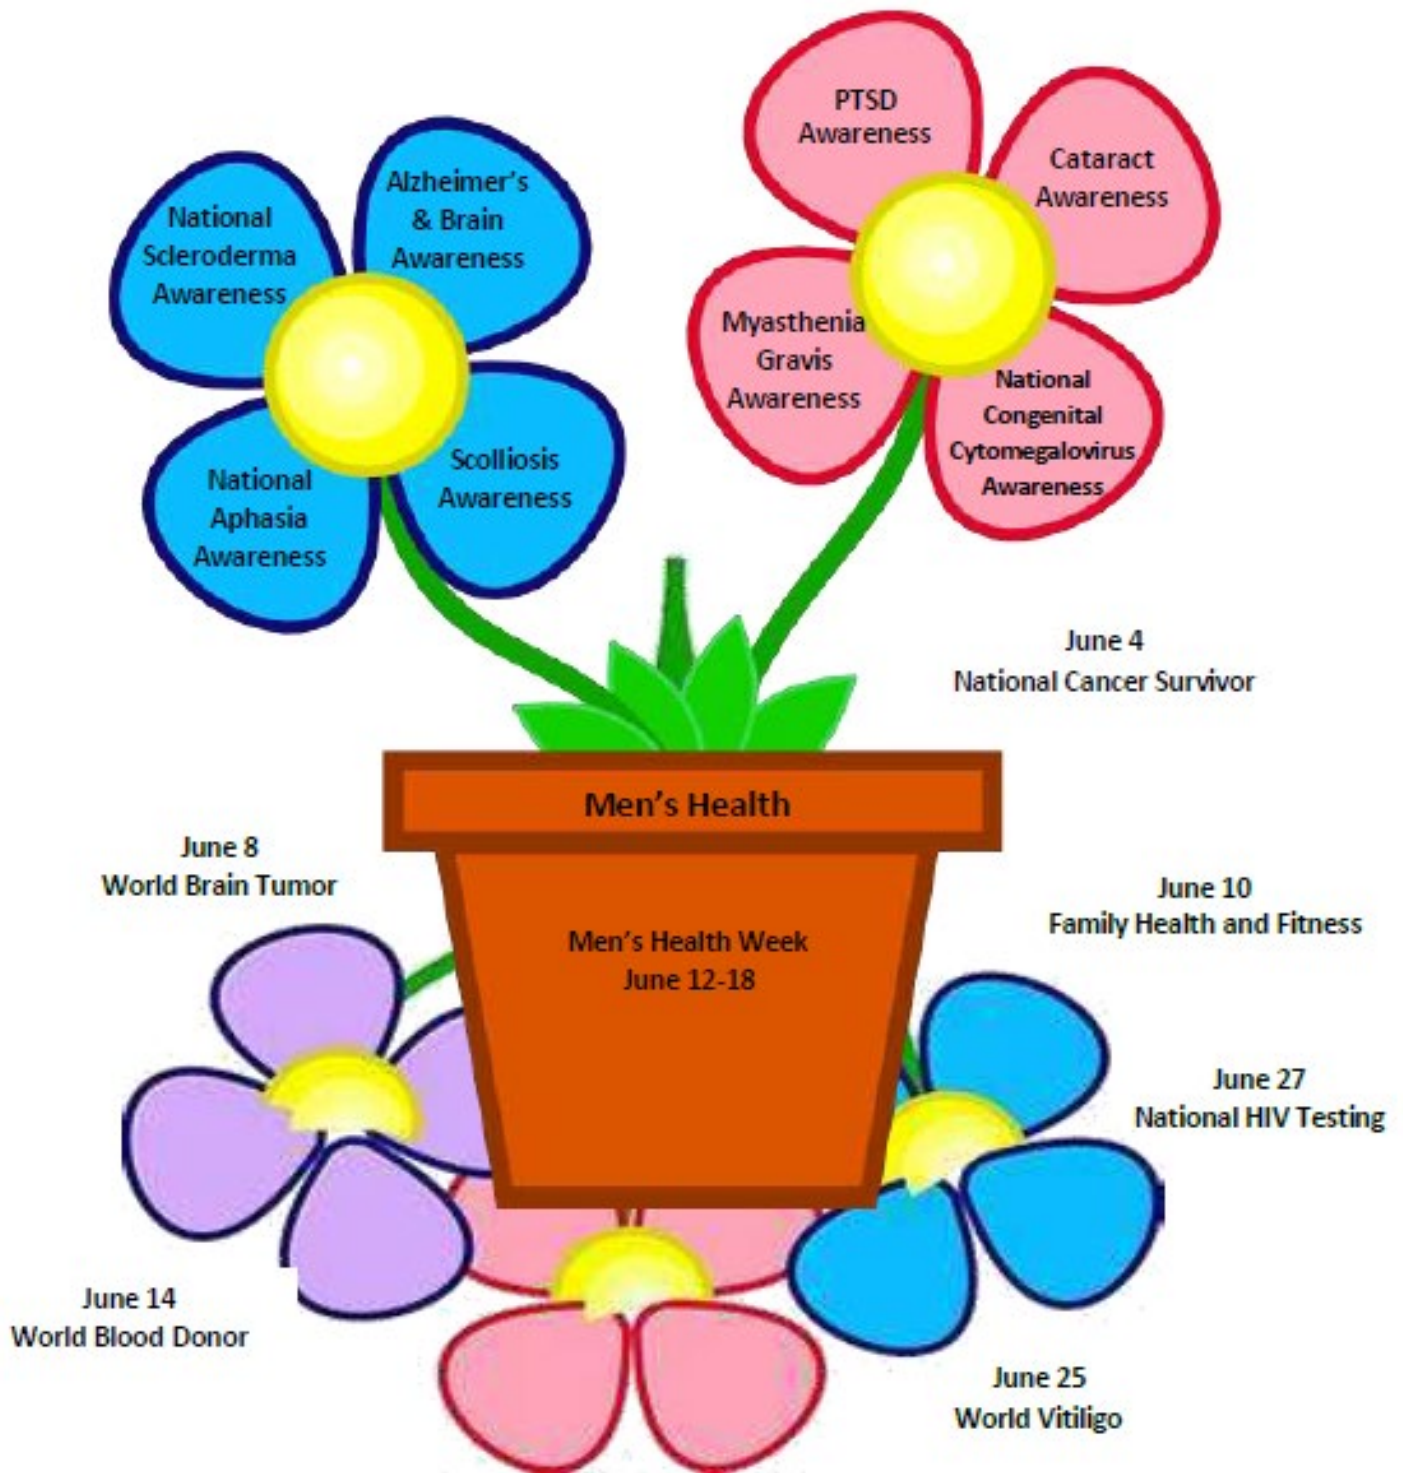 PTSD
Awareness
Cataract
Awareness
Alzheimer's
& Brain
Awareness
National
Scleroderma
Awareness
Myasthenia
Gravis
Awareness
National
Congenital
Cytomegalovirus
Awareness
Scolliosis
Awareness
National
Aphasia
Awareness
June 4
National Cancer Survivor
Men's Health
June 8
World Brain Tumor
June 10
Family Health and Fitness
Men's Health Week
June 12-18
June 27
National HIV Testing
June 14
World Blood Donor
June 25
World Vitiligo